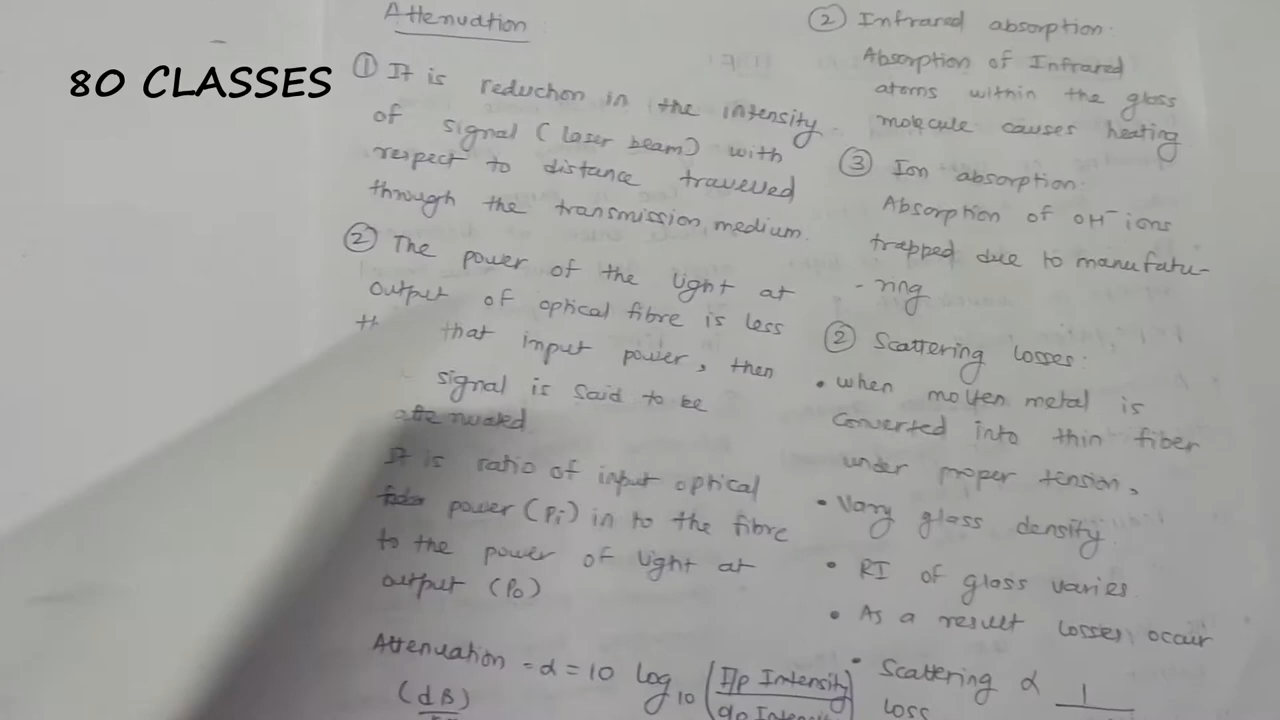 80 CLASSES
Attenuation
① It is reduction in the intensity
of signal (laser beam) with
respect to distance travelled
through the transmission medium.
② The power of the light at
output of optical fibre is less
that input power, then
signal is said to be
attenuated.
It is ratio of input optical
power (Pi) in to the fibre
to the power of light at
output (Po)
Attenuation = α = 10 log10 (I/p Intensity
(dB)
② Infrared absorption.
Absorption of Infrared
atoms within the glass
molecule causes heating
③ Ion absorption:
Absorption of OH⁻ ions
trapped due to manufatu-
-ring
② Scattering losses:
• when molten metal is
converted into thin fiber
under proper tension,
• Vary glass density
• RI of glass varies
• As a result losses occur
• Scattering α 1
loss